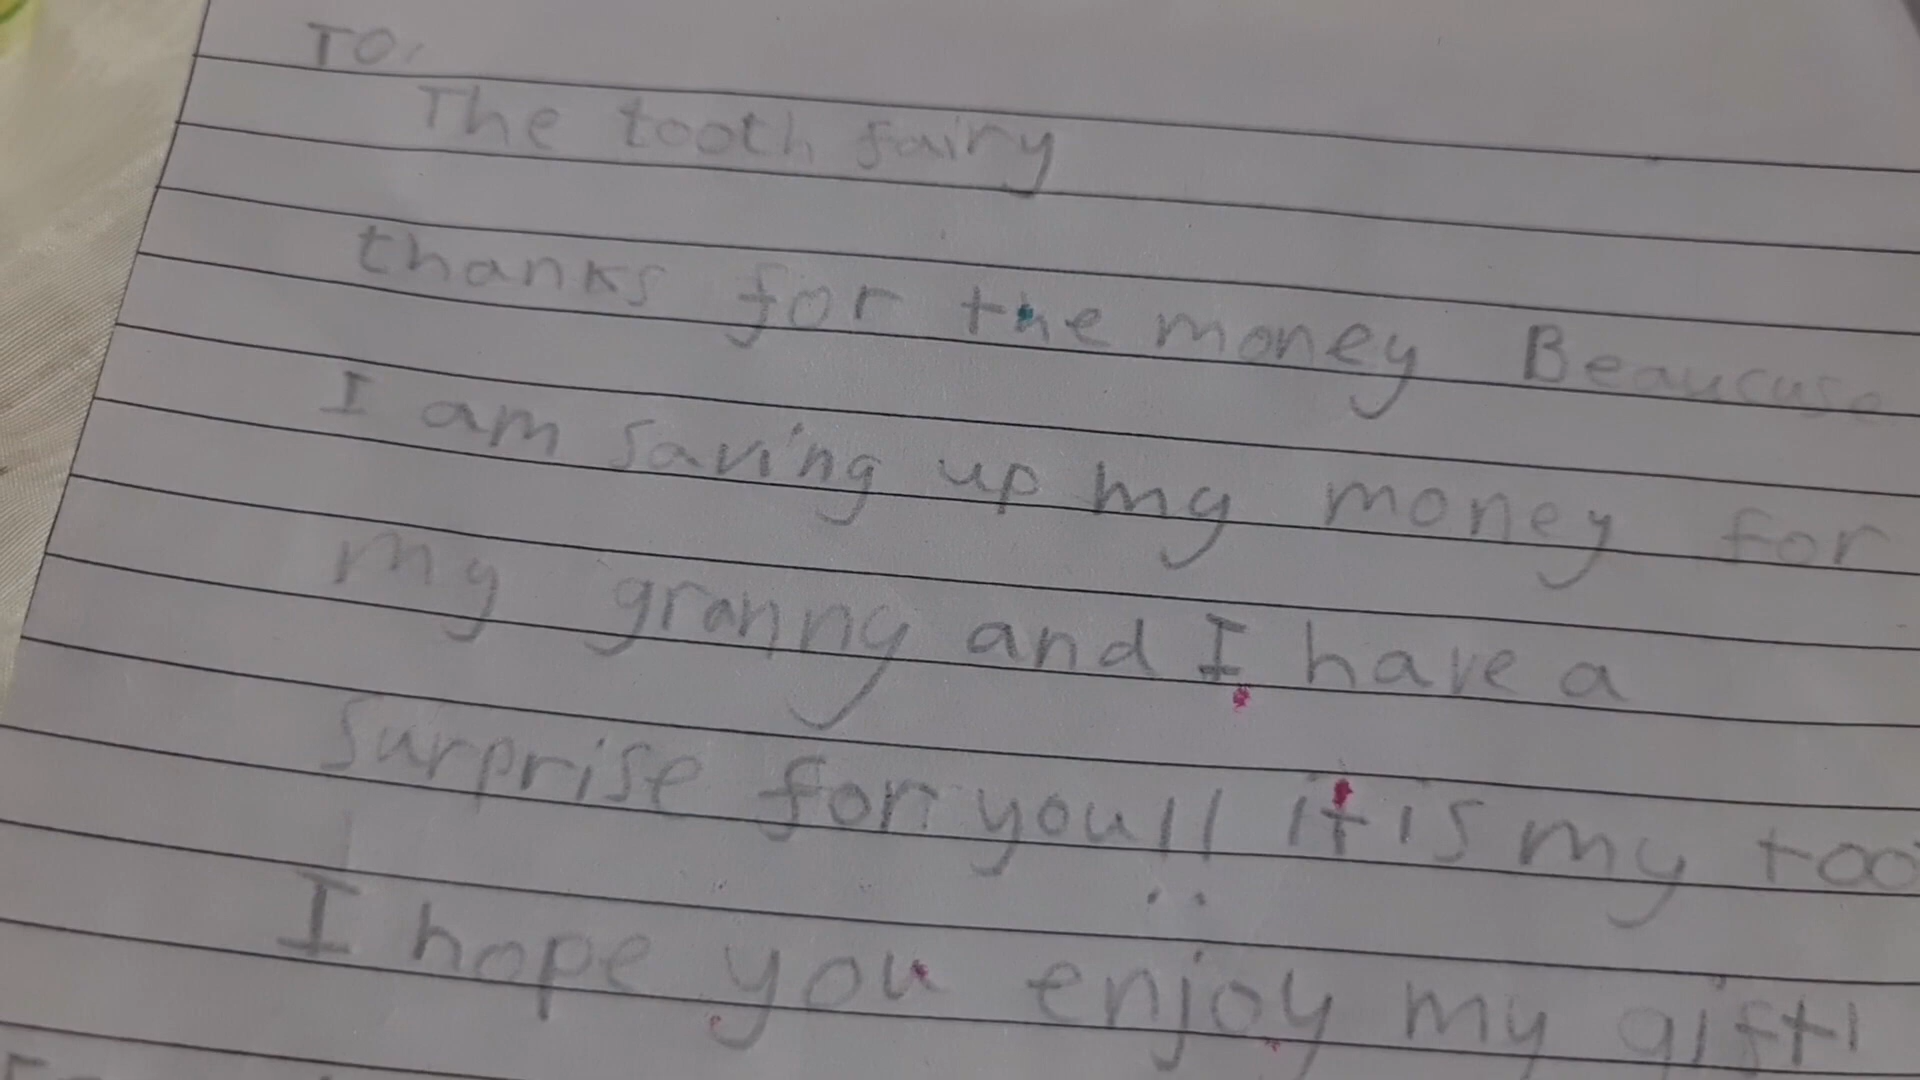 TO,
The tooth fairy
thanks for the money Beaucuse
I am saving up my money for
my granny and I have a
surprise for you!! it is my too
I hope you enjoy my gift!